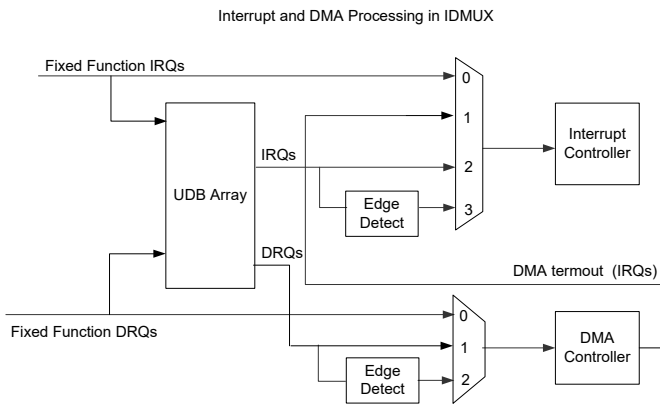 Interrupt and DMA Processing in IDMUX
Fixed Function IRQs
0
1
2
3
UDB Array
IRQs
Edge
Detect
Interrupt
Controller
DRQs
DMA termout (IRQs)
Fixed Function DRQs
0
1
2
Edge
Detect
DMA
Controller